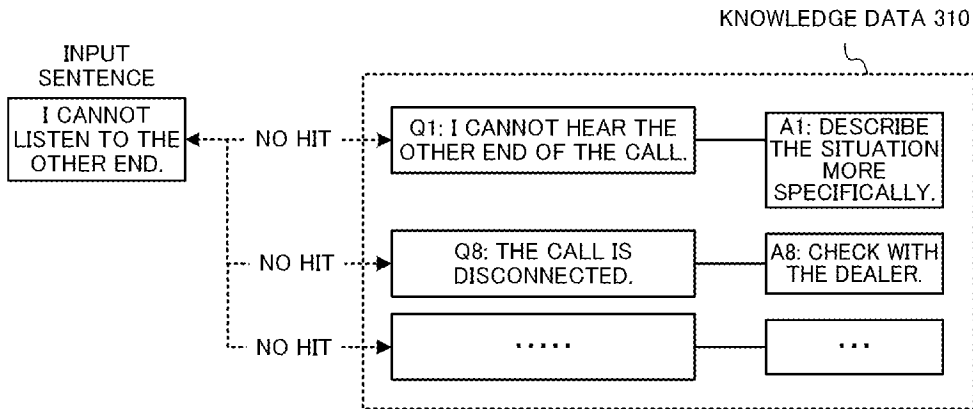 KNOWLEDGE DATA 310
INPUT
SENTENCE
I CANNOT
LISTEN TO THE
OTHER END.
NO HIT
Q1: I CANNOT HEAR THE
OTHER END OF THE CALL.
A1: DESCRIBE
THE SITUATION
MORE
SPECIFICALLY.
NO HIT
Q8: THE CALL IS
DISCONNECTED.
A8: CHECK WITH
THE DEALER.
NO HIT
.....
...